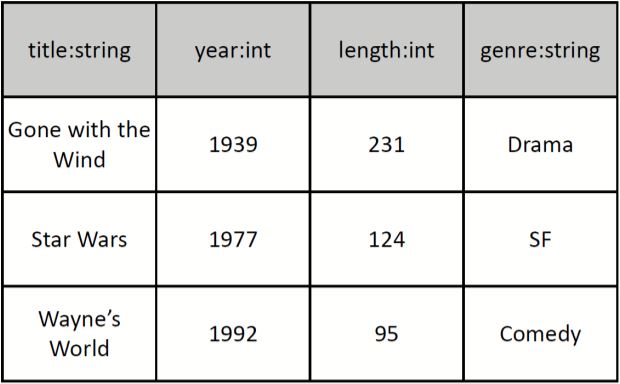 title:string year:int length:int genre:string
Gone with the
Wind 1939 231 Drama
Star Wars 1977 124 SF
Wayne’s
World 1992 95 Comedy